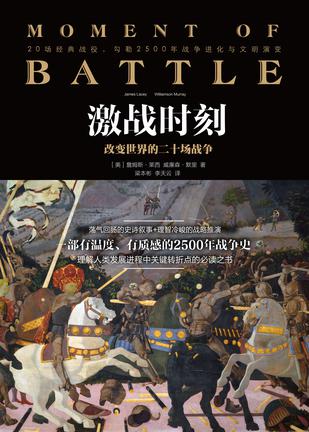 MOMENT OF
20场经典战役，勾勒2500年战争进化与文明演变
BATTLE
James Lacey Williamson Murray
激战时刻
改变世界的二十场战争
［美］詹姆斯·莱西 威廉森·默里 著
梁本彬 李天云 译
荡气回肠的史诗叙事+理智冷峻的战略推演
一部有温度、有质感的2500年战争史
理解人类发展进程中关键转折点的必读之书